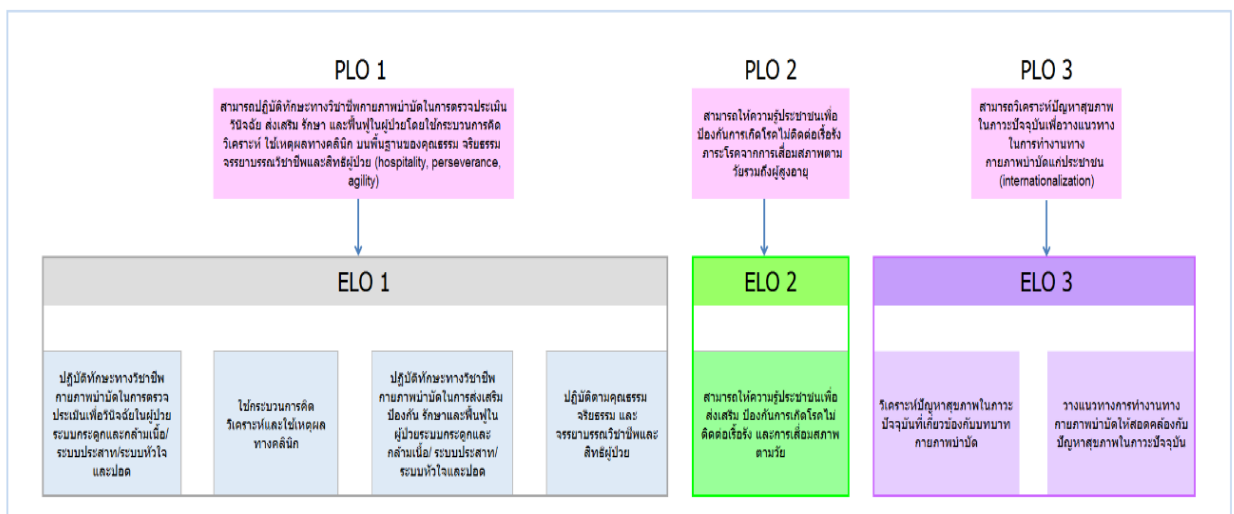 PLO 1
สามารถปฏิบัติทักษะทางวิชาชีพกายภาพบำบัดในการตรวจประเมิน
วินิจฉัย ส่งเสริม รักษา และฟื้นฟูในผู้ป่วยโดยใช้กระบวนการคิด
วิเคราะห์ ใช้เหตุผลทางคลินิก บนพื้นฐานของคุณธรรม จริยธรรม
จรรยาบรรณวิชาชีพและสิทธิผู้ป่วย (hospitality, perseverance,
agility)
PLO 2
สามารถให้ความรู้ประชาชนเพื่อ
ป้องกันการเกิดโรคไม่ติดต่อเรื้อรัง
ภาระโรคจากการเสื่อมสภาพตาม
วัยรวมถึงผู้สูงอายุ
PLO 3
สามารถวิเคราะห์ปัญหาสุขภาพ
ในภาวะปัจจุบันเพื่อวางแนวทาง
ในการทำงานทาง
กายภาพบำบัดแก่ประชาชน
(internationalization)
ELO 1
ปฏิบัติทักษะทางวิชาชีพ
กายภาพบำบัดในการตรวจ
ประเมินเพื่อวินิจฉัยในผู้ป่วย
ระบบกระดูกและกล้ามเนื้อ/
ระบบประสาท/ระบบหัวใจ
และปอด
ใช้กระบวนการคิด
วิเคราะห์และใช้เหตุผล
ทางคลินิก
ปฏิบัติทักษะทางวิชาชีพ
กายภาพบำบัดในการส่งเสริม
ป้องกัน รักษาและฟื้นฟูใน
ผู้ป่วยระบบกระดูกและ
กล้ามเนื้อ/ ระบบประสาท/
ระบบหัวใจและปอด
ปฏิบัติตามคุณธรรม
จริยธรรม และ
จรรยาบรรณวิชาชีพและ
สิทธิผู้ป่วย
ELO 2
สามารถให้ความรู้ประชาชนเพื่อ
ส่งเสริม ป้องกันการเกิดโรคไม่
ติดต่อเรื้อรัง และการเสื่อมสภาพ
ตามวัย
ELO 3
วิเคราะห์ปัญหาสุขภาพในภาวะ
ปัจจุบันที่เกี่ยวข้องกับบทบาท
กายภาพบำบัด
วางแนวทางการทำงานทาง
กายภาพบำบัดให้สอดคล้องกับ
ปัญหาสุขภาพในภาวะปัจจุบัน